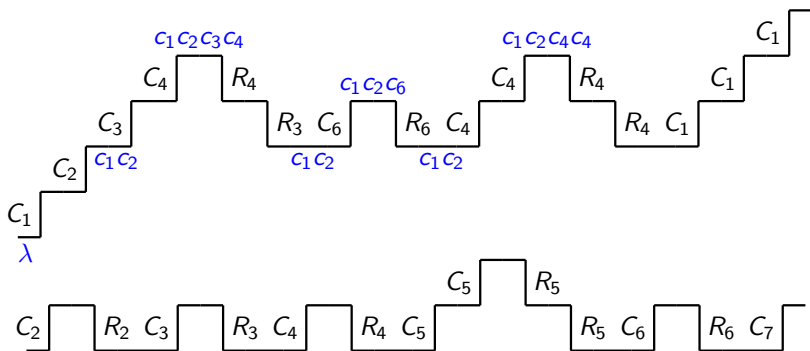 c₁c₂c₃c₄ c₁c₂c₄c₄ C₁
C₄ R₄ c₁c₂c₆ C₄ R₄ C₁
C₃ R₃ C₆ R₆ C₄ R₄ C₁
c₁c₂ c₁c₂ c₁c₂
C₂
C₁
λ
C₅ R₅
C₂ R₂ C₃ R₃ C₄ R₄ C₅ R₅ C₆ R₆ C₇